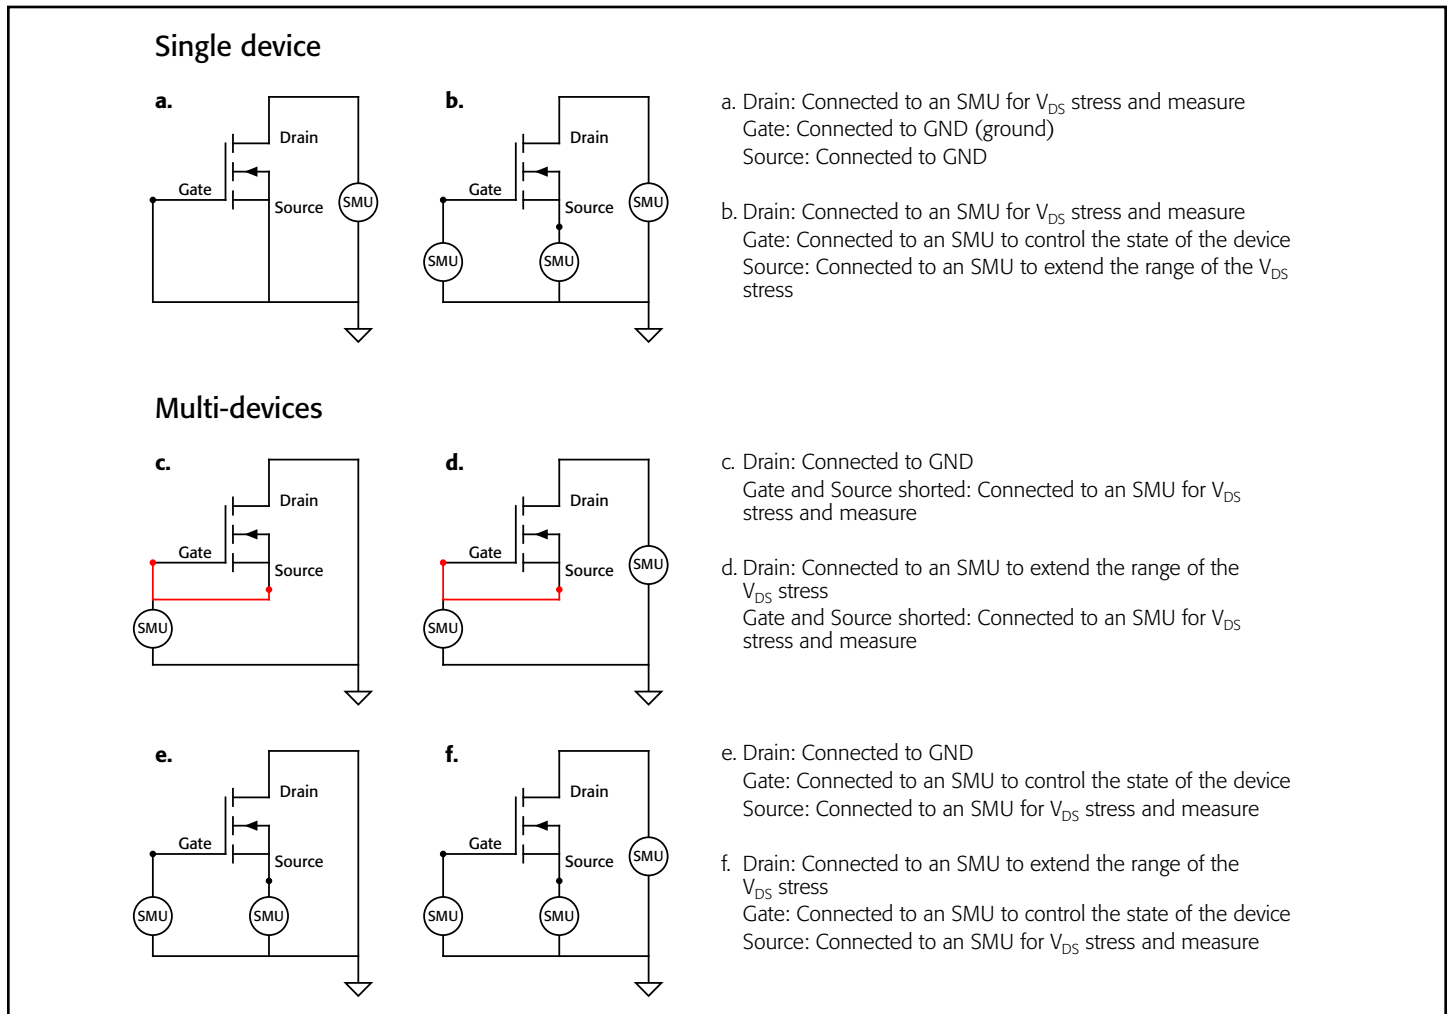 Single device
a.
Drain
Gate
Source
SMU
b.
Drain
Gate
Source
SMU
SMU
SMU
a. Drain: Connected to an SMU for VDS stress and measure
Gate: Connected to GND (ground)
Source: Connected to GND
b. Drain: Connected to an SMU for VDS stress and measure
Gate: Connected to an SMU to control the state of the device
Source: Connected to an SMU to extend the range of the VDS
stress
Multi-devices
c.
Drain
Gate
Source
SMU
d.
Drain
Gate
Source
SMU
SMU
c. Drain: Connected to GND
Gate and Source shorted: Connected to an SMU for VDS
stress and measure
d. Drain: Connected to an SMU to extend the range of the
VDS stress
Gate and Source shorted: Connected to an SMU for VDS
stress and measure
e.
Drain
Gate
Source
SMU
SMU
f.
Drain
Gate
Source
SMU
SMU
SMU
e. Drain: Connected to GND
Gate: Connected to an SMU to control the state of the device
Source: Connected to an SMU for VDS stress and measure
f. Drain: Connected to an SMU to extend the range of the
VDS stress
Gate: Connected to an SMU to control the state of the device
Source: Connected to an SMU for VDS stress and measure